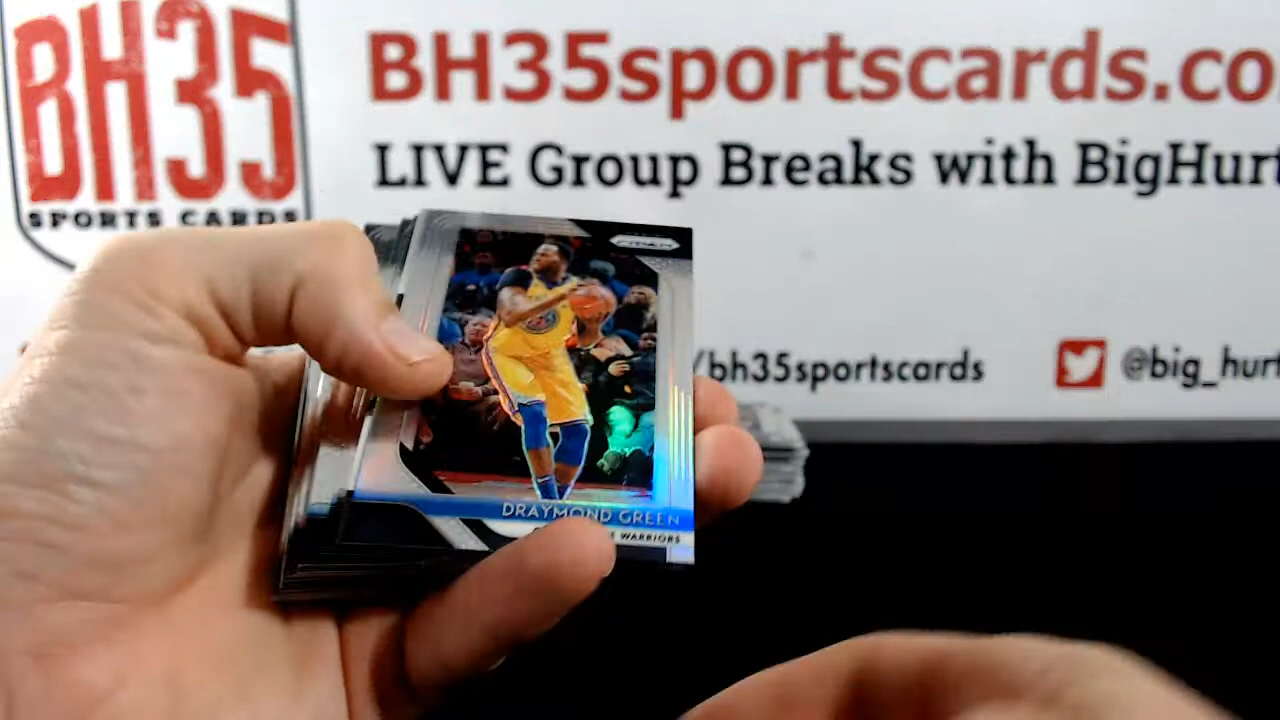 BH35
SPORTS CARDS
BH35sportscards.co
LIVE Group Breaks with BigHurt
/bh35sportscards
@big_hurt
PRIZM
DRAYMOND GREEN
WARRIORS